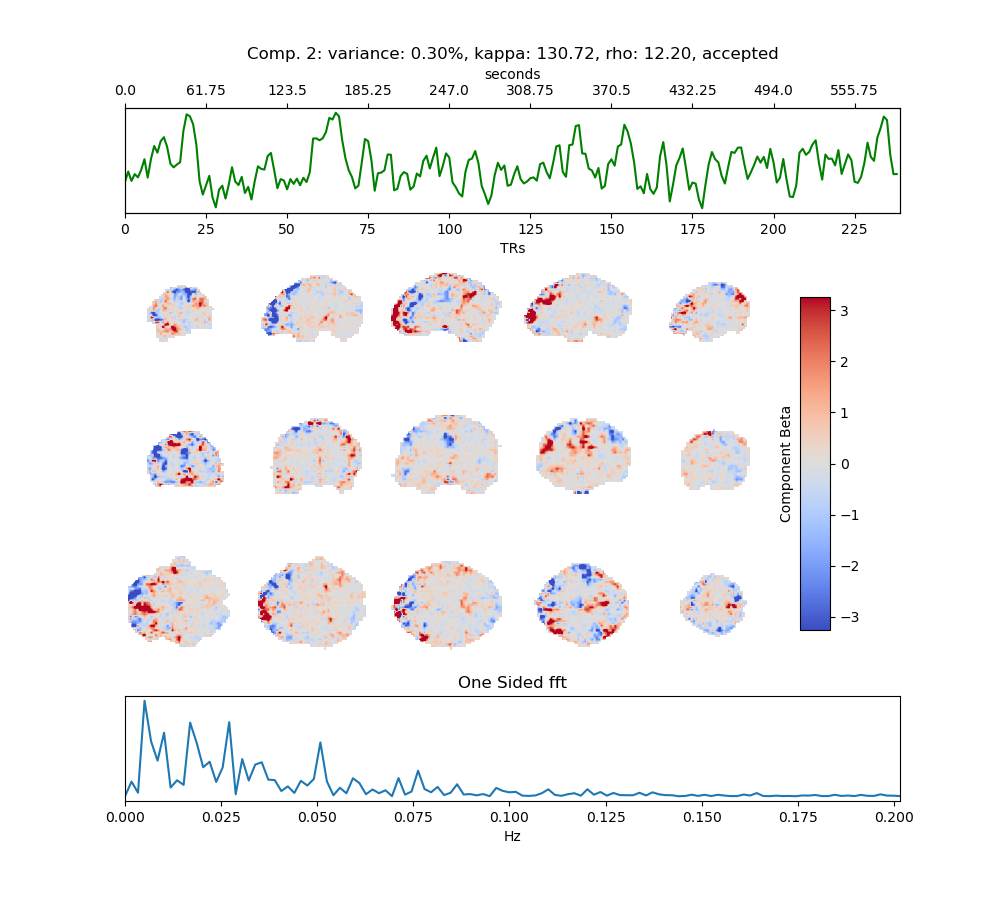 Comp. 2: variance: 0.30%, kappa: 130.72, rho: 12.20, accepted
seconds
0.0 61.75 123.5 185.25 247.0 308.75 370.5 432.25 494.0 555.75
0 25 50 75 100 125 150 175 200 225
TRs
3
2
1
0
−1
−2
−3
Component Beta
One Sided fft
0.000 0.025 0.050 0.075 0.100 0.125 0.150 0.175 0.200
Hz